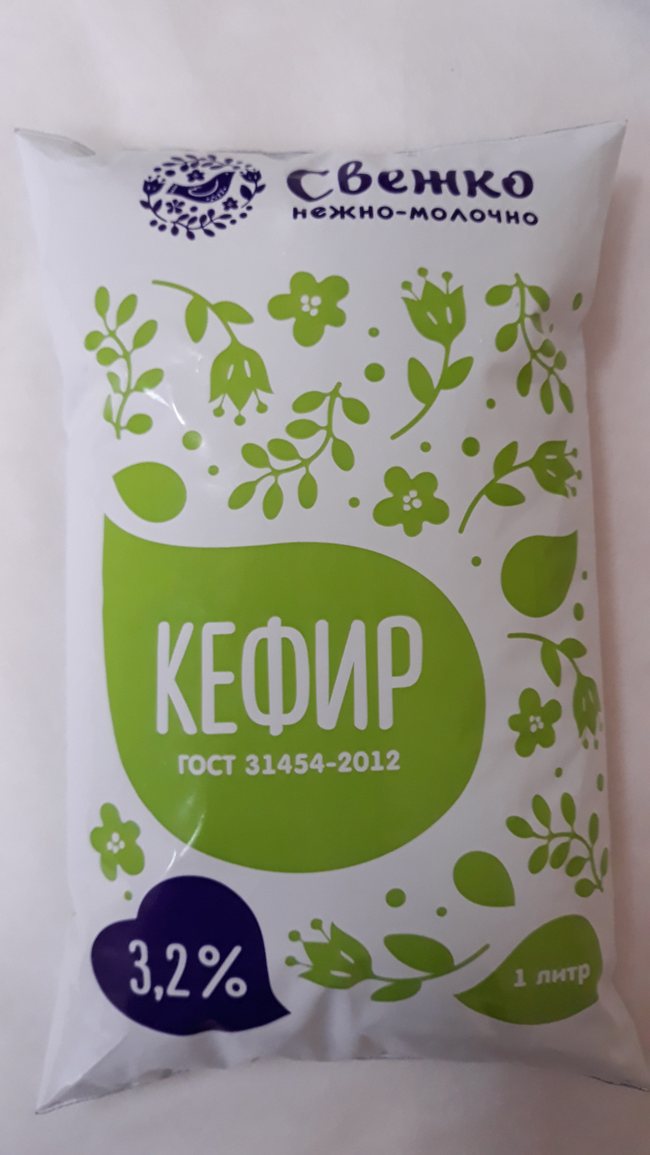 Свежко
нежно-молочно
КЕФИР
ГОСТ 31454-2012
3,2%
1 литр